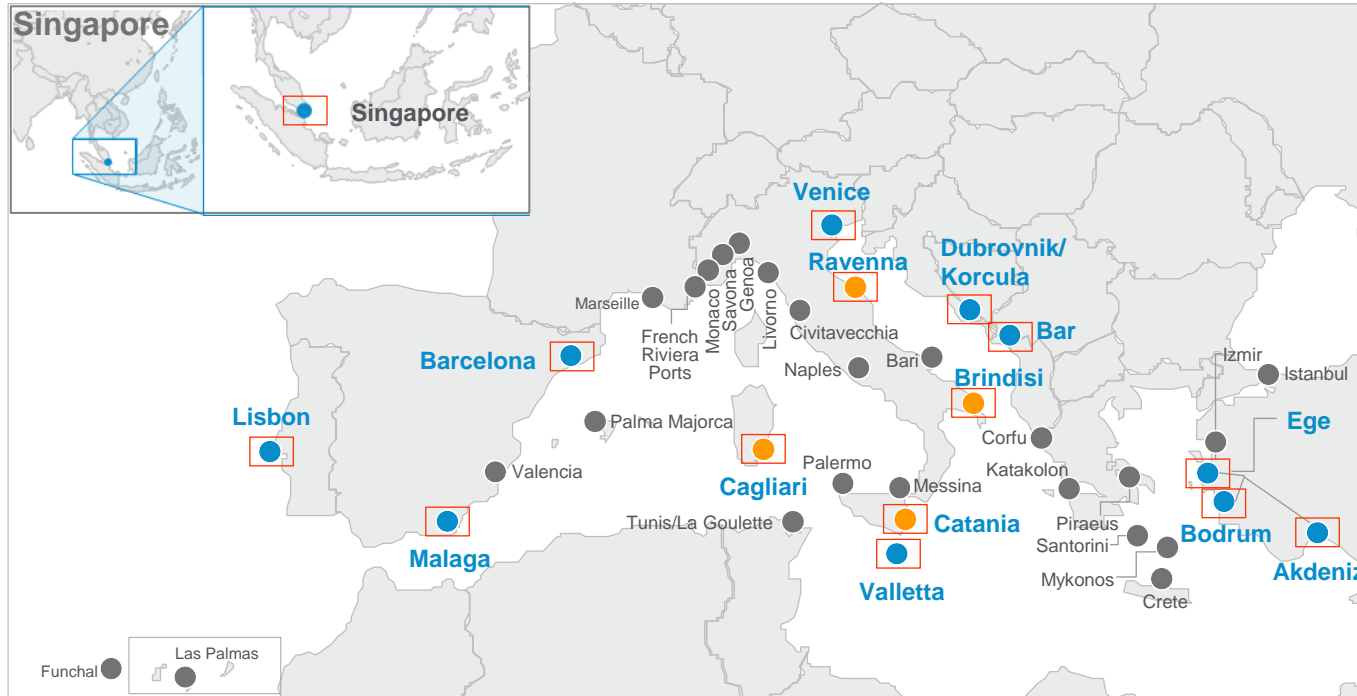 Singapore
Singapore
Venice
Ravenna
Dubrovnik/
Korcula
Bar
Genoa
Savona
Monaco
Livorno
Marseille
French
Riviera
Ports
Civitavecchia
Naples
Bari
Brindisi
Izmir
Istanbul
Barcelona
Lisbon
Palma Majorca
Ege
Corfu
Valencia
Palermo
Katakolon
Cagliari
Messina
Tunis/La Goulette
Catania
Piraeus
Santorini
Bodrum
Malaga
Valletta
Mykonos
Akdeniz
Crete
Las Palmas
Funchal